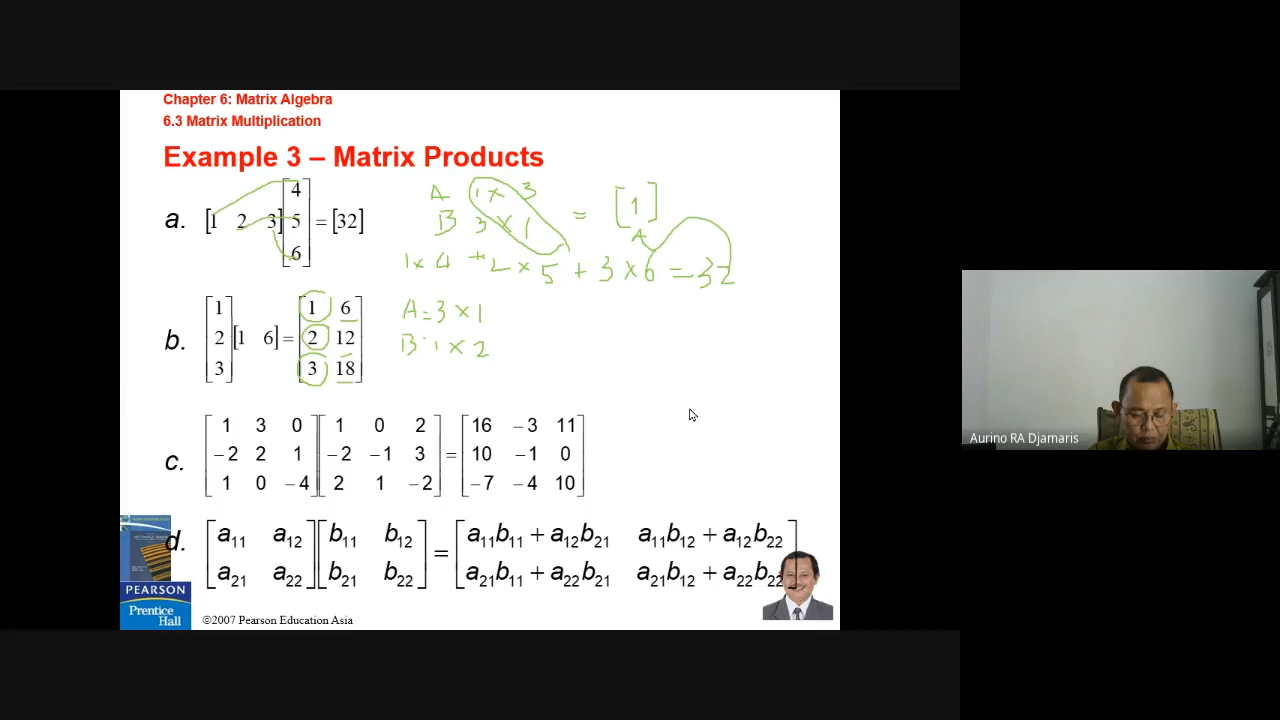 Chapter 6: Matrix Algebra
6.3 Matrix Multiplication
Example 3 – Matrix Products
a. [1 2 3] [4 5 6] = [32]
A 1 × 3
B 3 × 1 = [1]
1 × 4 + 2 × 5 + 3 × 6 = 32
b. [1 2 3] [1 6] = [1 6
2 12
3 18]
A = 3 × 1
B : 1 × 2
c. [1 3 0] [1 0 2] = [16 −3 11]
[−2 2 1] [−2 −1 3] [10 −1 0]
[1 0 −4] [2 1 −2] [−7 −4 10]
d. [a11 a12] [b11 b12] = [a11b11 + a12b21 a11b12 + a12b22]
[a21 a22] [b21 b22] [a21b11 + a22b21 a21b12 + a22b22]
PEARSON
Prentice
Hall
©2007 Pearson Education Asia
Aurino RA Djamaris